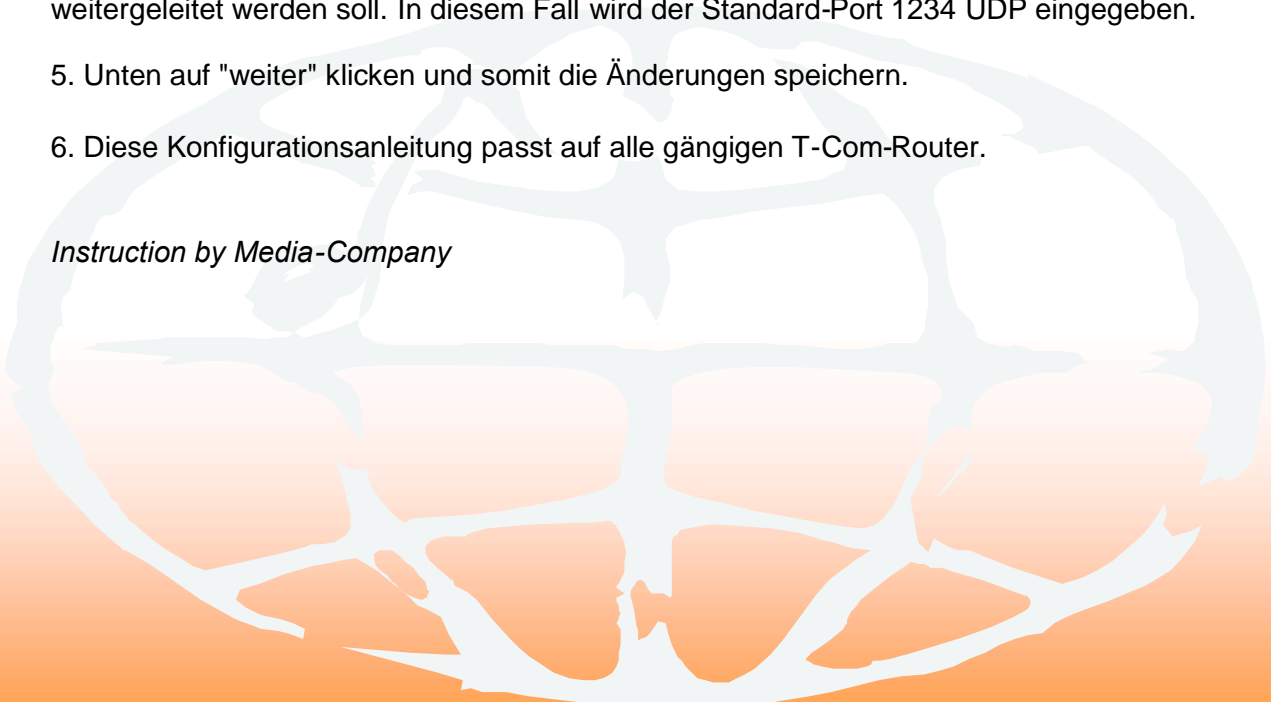 weitergeleitet werden soll. In diesem Fall wird der Standard-Port 1234 UDP eingegeben.
5. Unten auf "weiter" klicken und somit die Änderungen speichern.
6. Diese Konfigurationsanleitung passt auf alle gängigen T-Com-Router.
Instruction by Media-Company